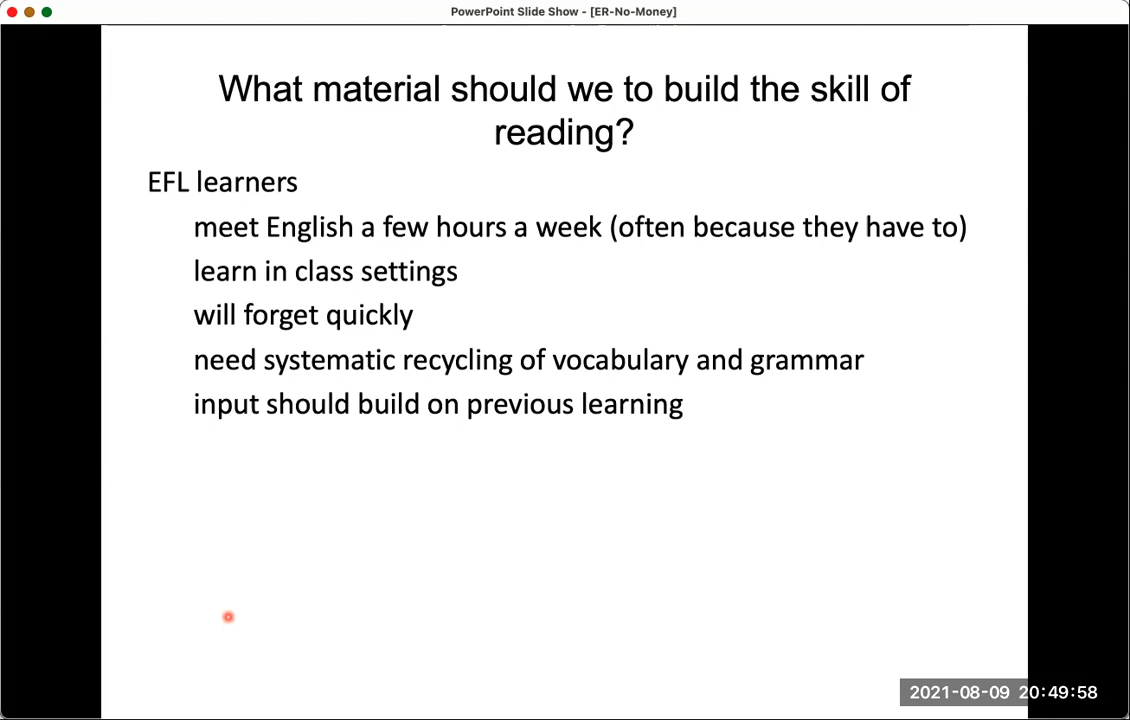 PowerPoint Slide Show - [ER-No-Money]
What material should we to build the skill of
reading?
EFL learners
meet English a few hours a week (often because they have to)
learn in class settings
will forget quickly
need systematic recycling of vocabulary and grammar
input should build on previous learning
2021-08-09 20:49:58